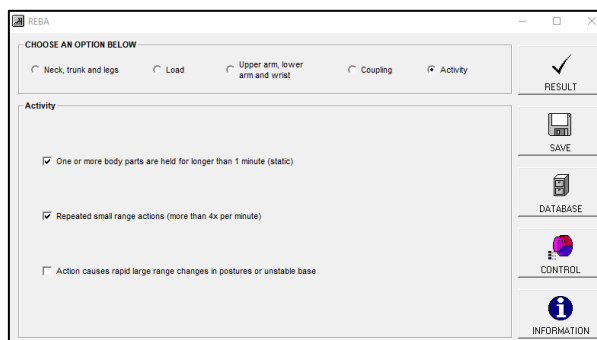 REBA
CHOOSE AN OPTION BELOW
Neck, trunk and legs
Load
Upper arm, lower
arm and wrist
Coupling
Activity
RESULT
Activity
One or more body parts are held for longer than 1 minute (static)
Repeated small range actions (more than 4x per minute)
Action causes rapid large range changes in postures or unstable base
SAVE
DATABASE
CONTROL
INFORMATION